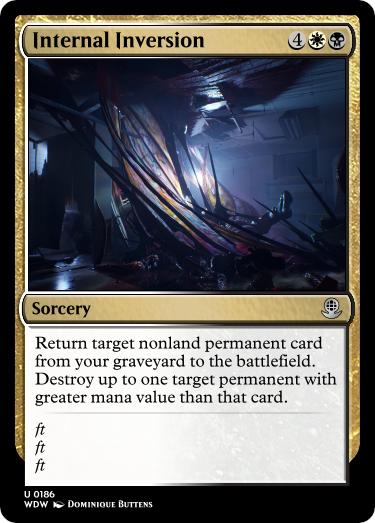 Internal Inversion 4
Sorcery
Return target nonland permanent card
from your graveyard to the battlefield.
Destroy up to one target permanent with
greater mana value than that card.
ft
ft
ft
U 0186
WDW Dominique Buttens